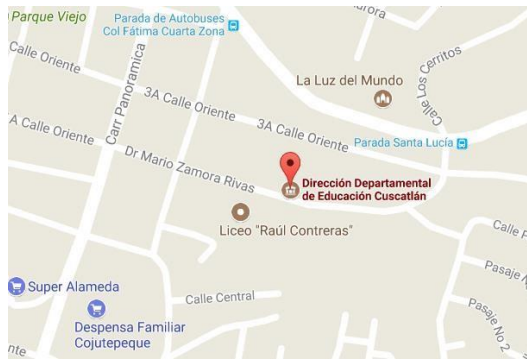 Parque Viejo
Parada de Autobuses
Col Fátima Cuarta Zona
Calle Oriente
Carr Panoramica
La Luz del Mundo
Calle Los Cerritos
3A Calle Oriente
3A Calle Oriente
A Calle Oriente
Parada Santa Lucía
Dr Mario Zamora Rivas
Dirección Departamental
de Educación Cuscatlán
Liceo "Raúl Contreras"
Calle
Pasaje N
Super Alameda
Calle Central
Pasaje No 2
Despensa Familiar
Cojutepeque
nte